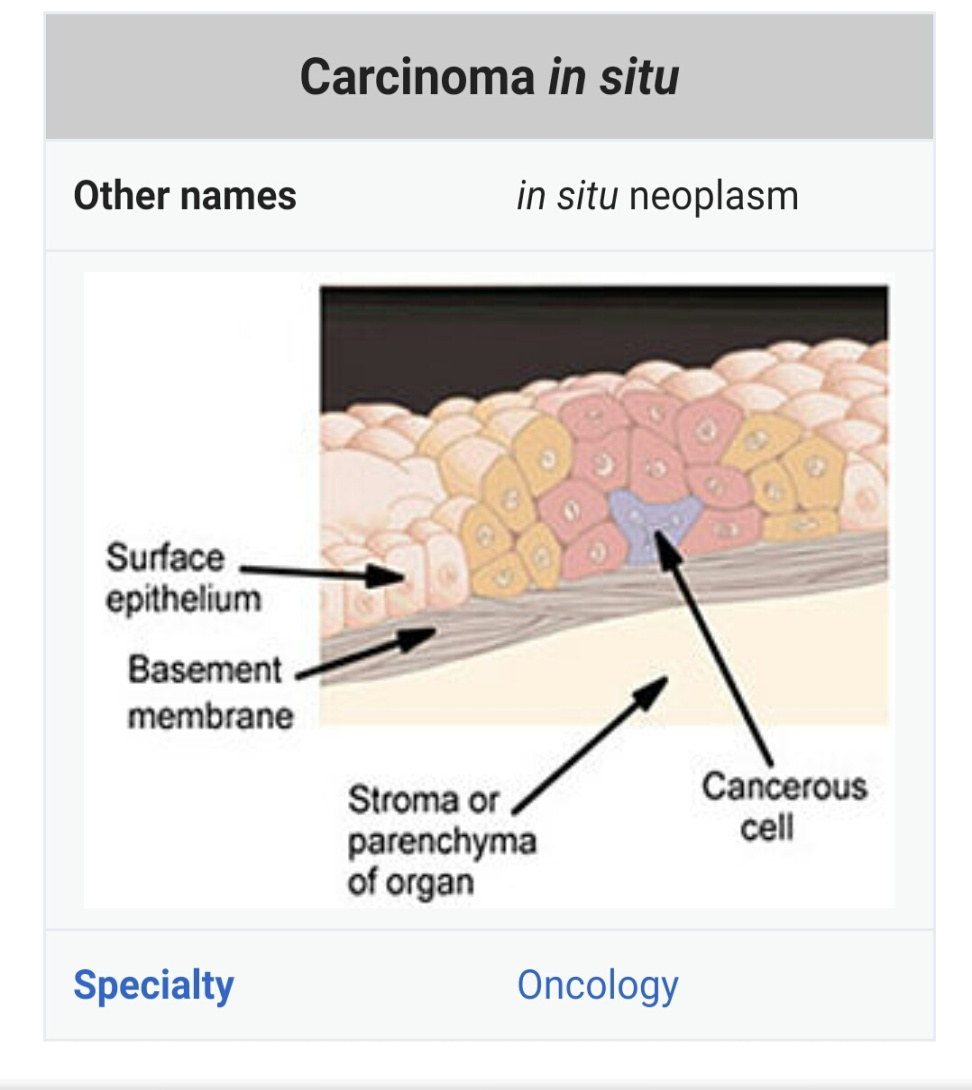 Carcinoma in situ
Other names in situ neoplasm
Surface
epithelium
Basement
membrane
Stroma or
parenchyma
of organ
Cancerous
cell
Specialty Oncology